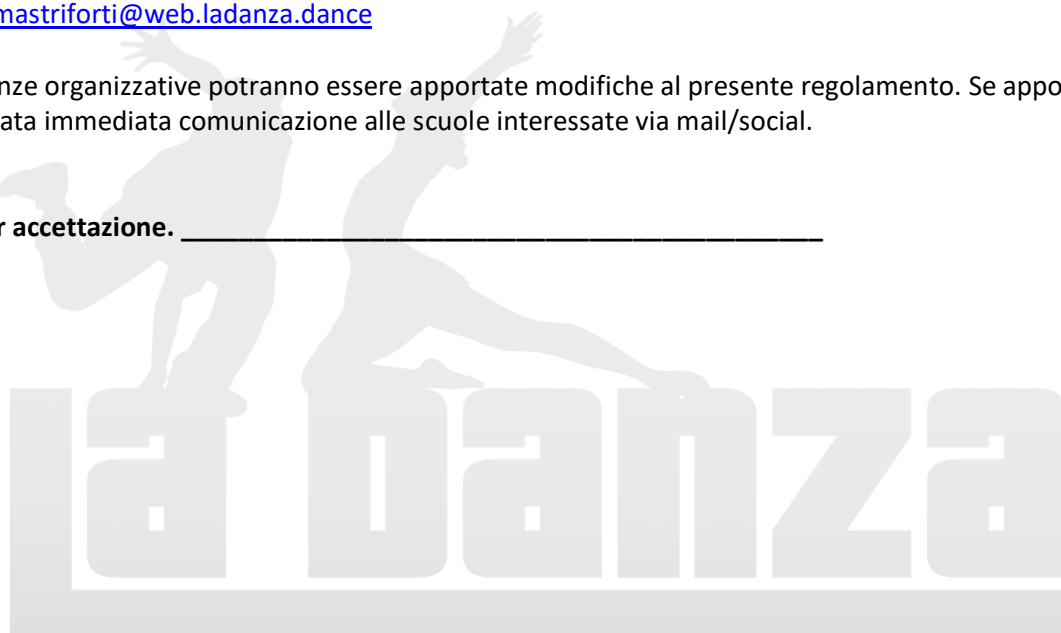 mastriforti@web.ladanza.dance
nze organizzative potranno essere apportate modifiche al presente regolamento. Se appo
ata immediata comunicazione alle scuole interessate via mail/social.
r accettazione. ____________________________________________
La Danza